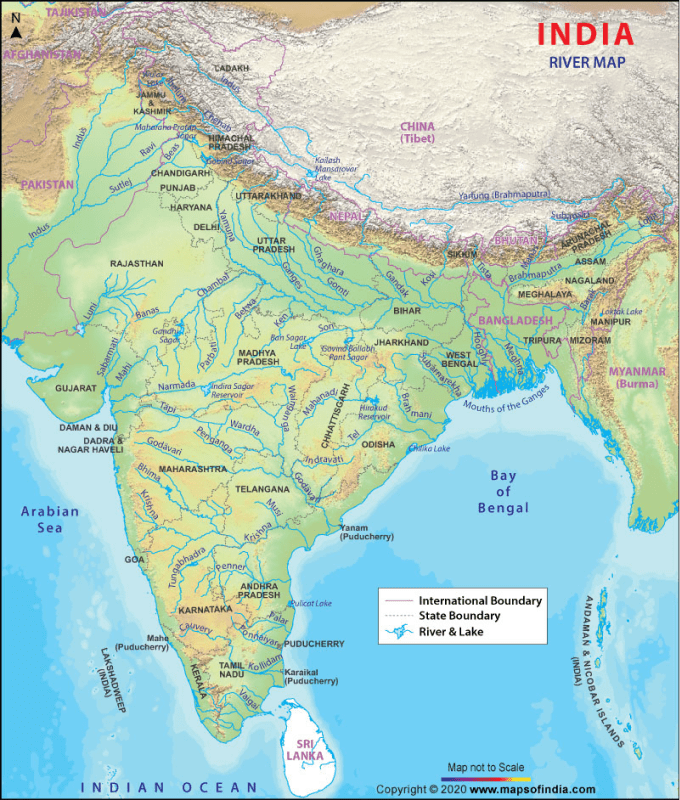 INDIA
RIVER MAP
N
TAJIKISTAN
AFGHANISTAN
LADAKH
Indus
JAMMU
&
KASHMIR
Chenab
Maharana Pratap
Sagar
HIMACHAL
PRADESH
Gobind Sagar
Indus
Ravi
Beas
CHINA
(Tibet)
Kailash
Mansarovar
Lake
PAKISTAN
Sutlej
CHANDIGARH
PUNJAB
UTTARAKHAND
HARYANA
DELHI
Yamuna
NEPAL
Yarlung (Brahmaputra)
Subansiri
BHUTAN
ARUNACHAL
PRADESH
SIKKIM
Tista
Brahmaputra
ASSAM
NAGALAND
MEGHALAYA
Barak
Loktak Lake
MANIPUR
Indus
RAJASTHAN
UTTAR
PRADESH
Ganges
Ghaghara
Gomti
Gandak
Kosi
BIHAR
BANGLADESH
TRIPURA
MIZORAM
MYANMAR
(Burma)
Luni
Banas
Chambal
Betwa
Ken
Son
Sabarmati
Mahi
Gandhi
Sagar
Parbati
Ban Sagar
Lake
Govind Ballabh
Pant Sagar
JHARKHAND
WEST
BENGAL
Hooghly
Meghna
MADHYA
PRADESH
GUJARAT
Narmada
Indira Sagar
Reservoir
Mahanadi
CHHATTISGARH
Subarnarekha
Brahmani
Hirakud
Reservoir
Mouths of the Ganges
Tapi
Wardha
Wainganga
DAMAN & DIU
DADRA &
NAGAR HAVELI
Godavari
Penganga
Tel
ODISHA
Chilika Lake
Indravati
Bhima
MAHARASHTRA
TELANGANA
Godavari
Bay
of
Bengal
Arabian
Sea
Krishna
Musi
Krishna
Yanam
(Puducherry)
GOA
Tungabhadra
Penner
ANDHRA
PRADESH
KARNATAKA
Pulicat Lake
Palar
Cauvery
Ponnaiyar
Mahe
(Puducherry)
PUDUCHERRY
TAMIL
NADU
Kollidam
Karaikal
(Puducherry)
KERALA
Vaigai
LAKSHADWEEP
(INDIA)
SRI
LANKA
International Boundary
State Boundary
River & Lake
ANDAMAN & NICOBAR ISLANDS
(INDIA)
INDIAN OCEAN
Map not to Scale
Copyright © 2020 www.mapsofindia.com